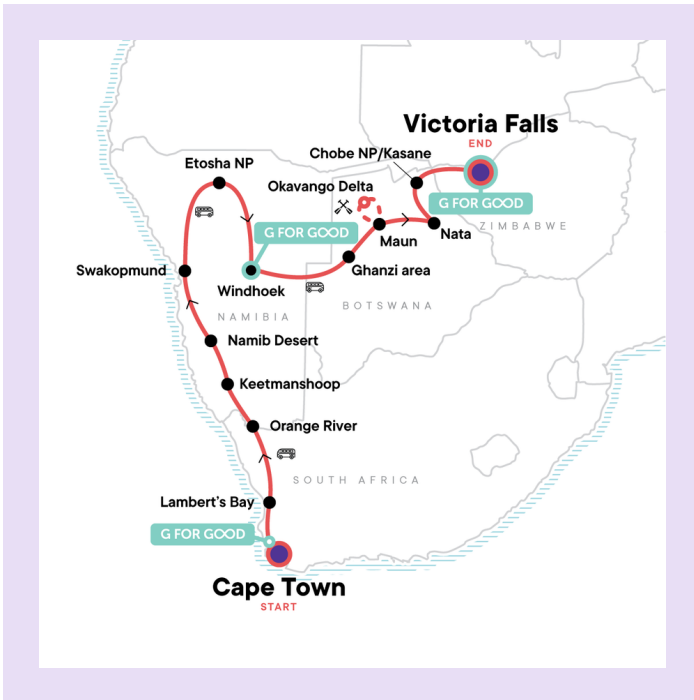 Victoria Falls
END
Chobe NP/Kasane
Etosha NP
Okavango Delta
G FOR GOOD
ZIMBABWE
G FOR GOOD
Nata
Maun
Swakopmund
Ghanzi area
Windhoek
BOTSWANA
NAMIBIA
Namib Desert
Keetmanshoop
Orange River
SOUTH AFRICA
Lambert's Bay
G FOR GOOD
Cape Town
START